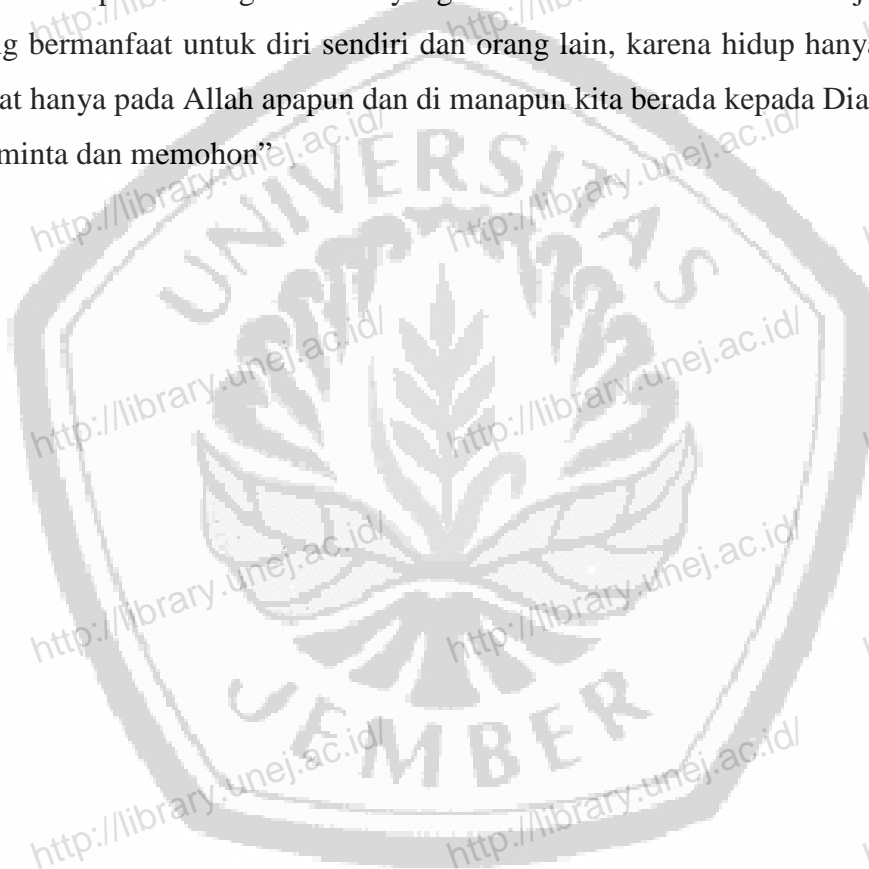 ng bermanfaat untuk diri sendiri dan orang lain, karena hidup hanya
at hanya pada Allah apapun dan di manapun kita berada kepada Dia
minta dan memohon”
http://library.unej.ac.id/ http://library.unej.ac.id/
UNIVERSITAS
http://library.unej.ac.id/ http://library.unej.ac.id/
http://library.unej.ac.id/ http://library.unej.ac.id/
JEMBER
http://library.unej.ac.id/ http://library.unej.ac.id/